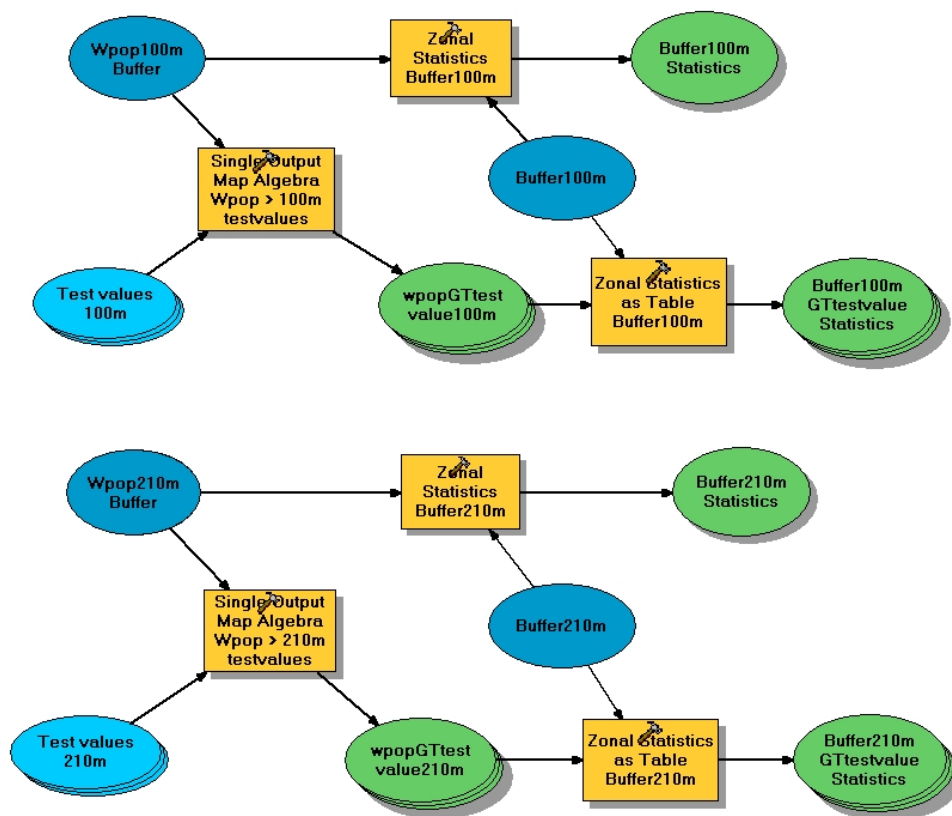 Wpop100m
Buffer
Zonal
Statistics
Buffer100m
Buffer100m
Statistics
Single Output
Map Algebra
Wpop > 100m
testvalues
Buffer100m
Test values
100m
wpopGTtest
value100m
Zonal Statistics
as Table
Buffer100m
Buffer100m
GTtestvalue
Statistics
Wpop210m
Buffer
Zonal
Statistics
Buffer210m
Buffer210m
Statistics
Single Output
Map Algebra
Wpop > 210m
testvalues
Buffer210m
Test values
210m
wpopGTtest
value210m
Zonal Statistics
as Table
Buffer210m
Buffer210m
GTtestvalue
Statistics